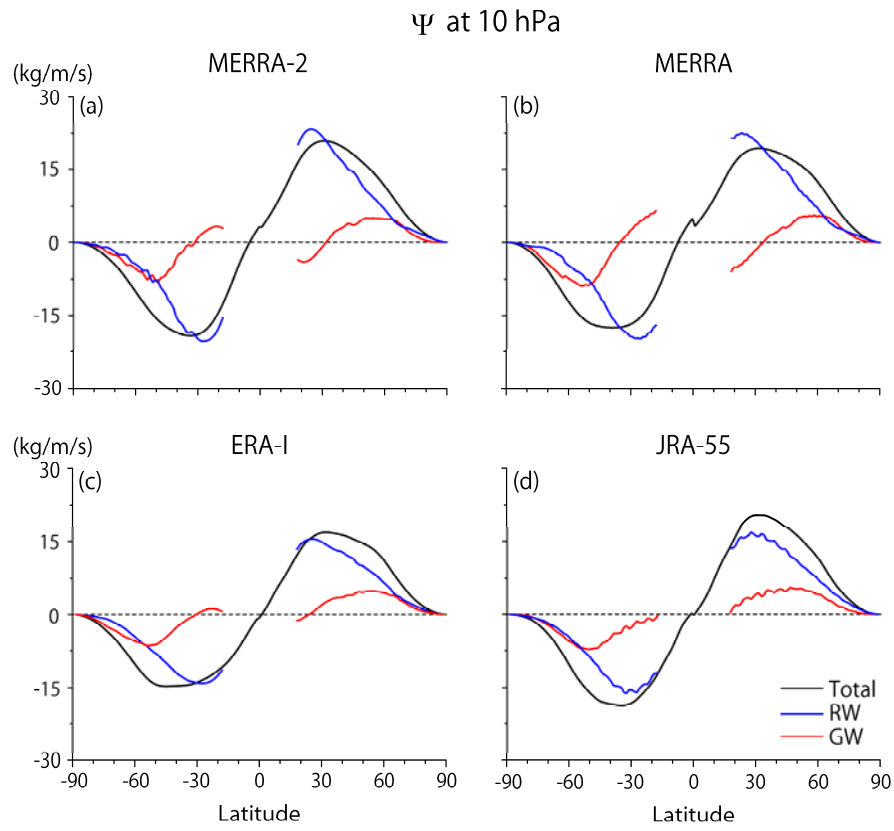 Ψ at 10 hPa
MERRA-2
MERRA
(kg/m/s)
30
15
0
-15
-30
(a)
(b)
ERA-I
JRA-55
(kg/m/s)
30
15
0
-15
-30
(c)
(d)
Total
RW
GW
-90 -60 -30 0 30 60 90
-90 -60 -30 0 30 60 90
Latitude
Latitude